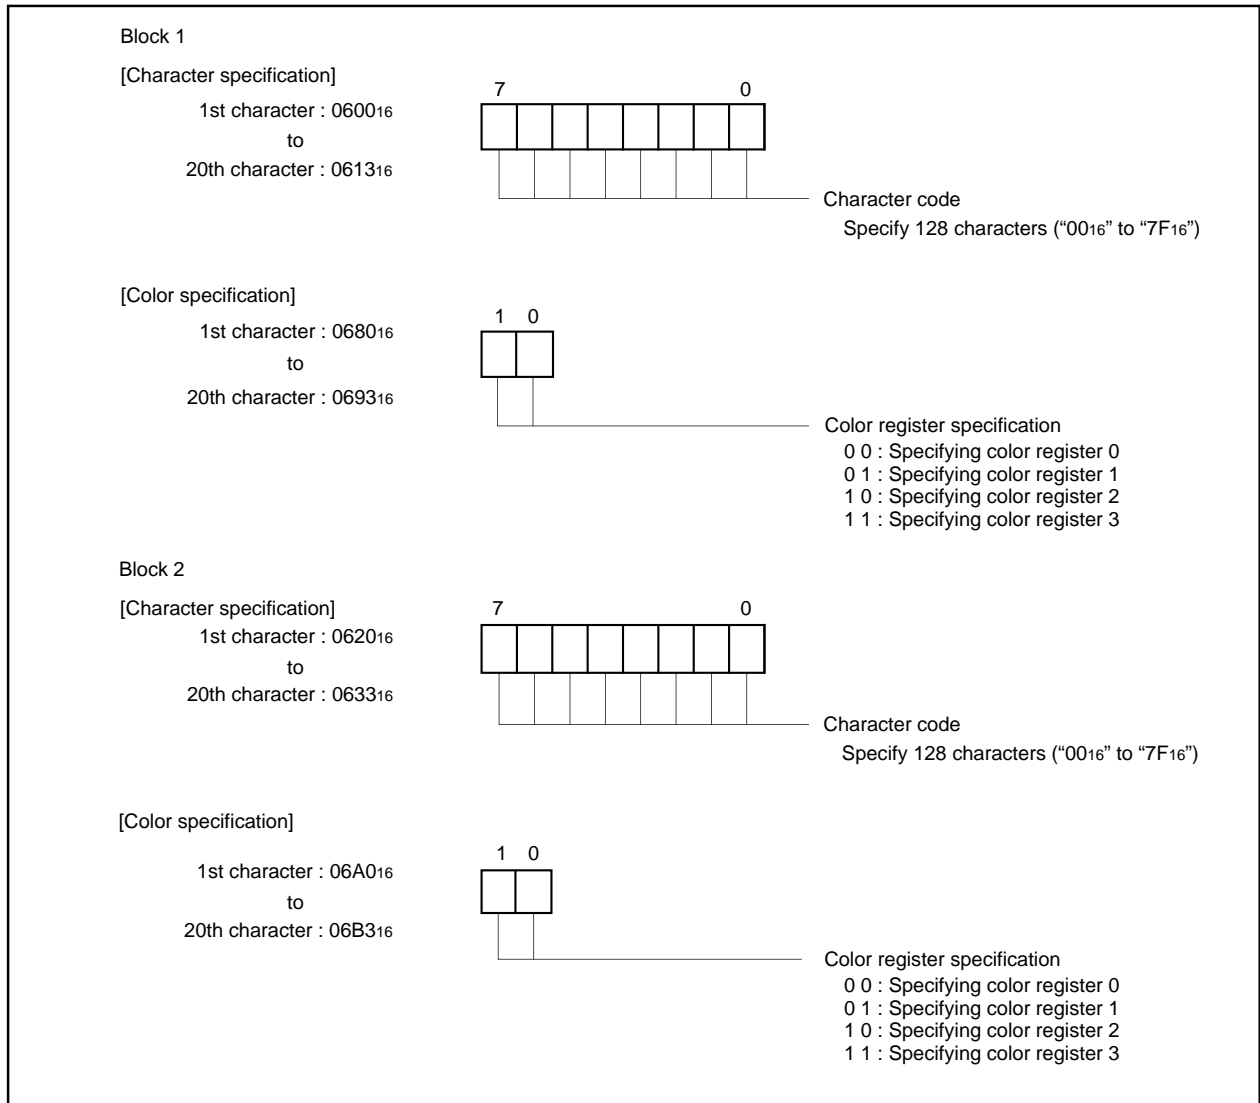 Block 1
[Character specification]
7 0
1st character : 060016
to
20th character : 061316
Character code
Specify 128 characters (“0016” to “7F16”)
[Color specification]
1 0
1st character : 068016
to
20th character : 069316
Color register specification
0 0 : Specifying color register 0
0 1 : Specifying color register 1
1 0 : Specifying color register 2
1 1 : Specifying color register 3
Block 2
[Character specification]
7 0
1st character : 062016
to
20th character : 063316
Character code
Specify 128 characters (“0016” to “7F16”)
[Color specification]
1 0
1st character : 06A016
to
20th character : 06B316
Color register specification
0 0 : Specifying color register 0
0 1 : Specifying color register 1
1 0 : Specifying color register 2
1 1 : Specifying color register 3